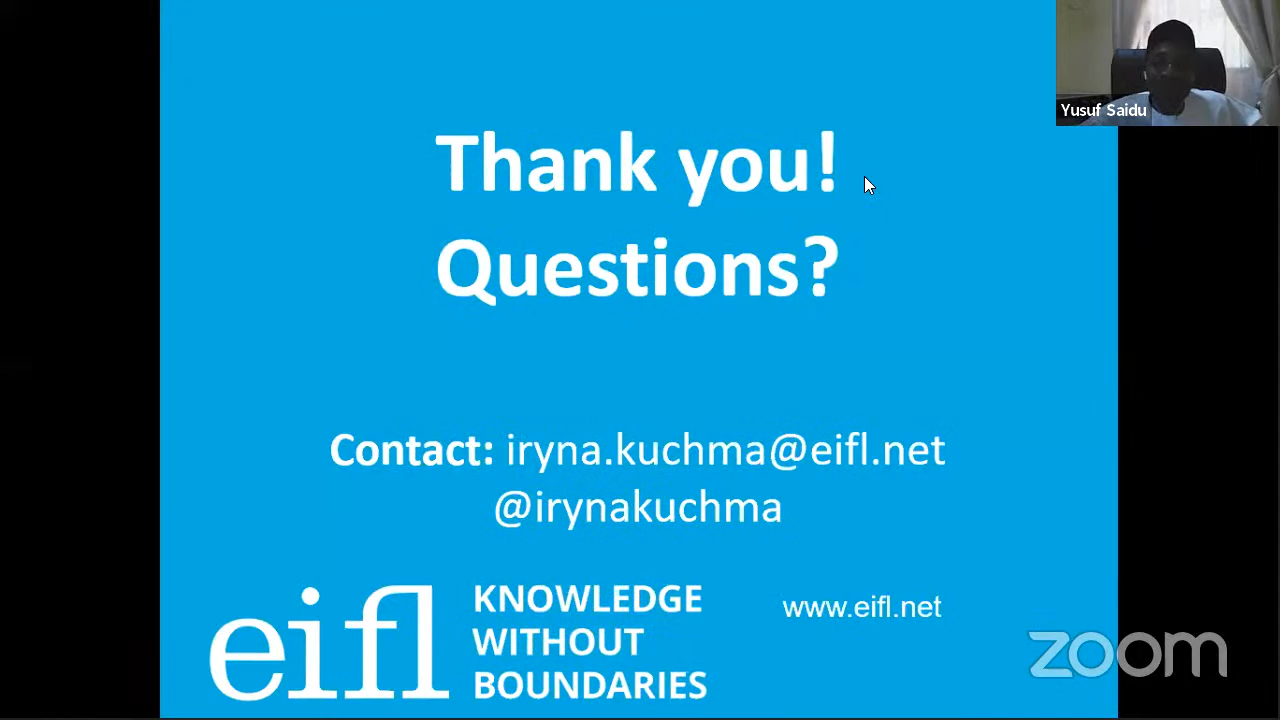 Yusuf Saidu
Thank you!
Questions?
Contact: iryna.kuchma@eifl.net
@irynakuchma
eifl
KNOWLEDGE
WITHOUT
BOUNDARIES
www.eifl.net
zoom